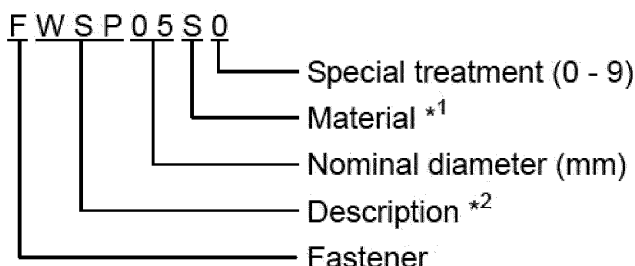 F W S P 0 5 S 0
Special treatment (0 - 9)
Material *1
Nominal diameter (mm)
Description *2
Fastener